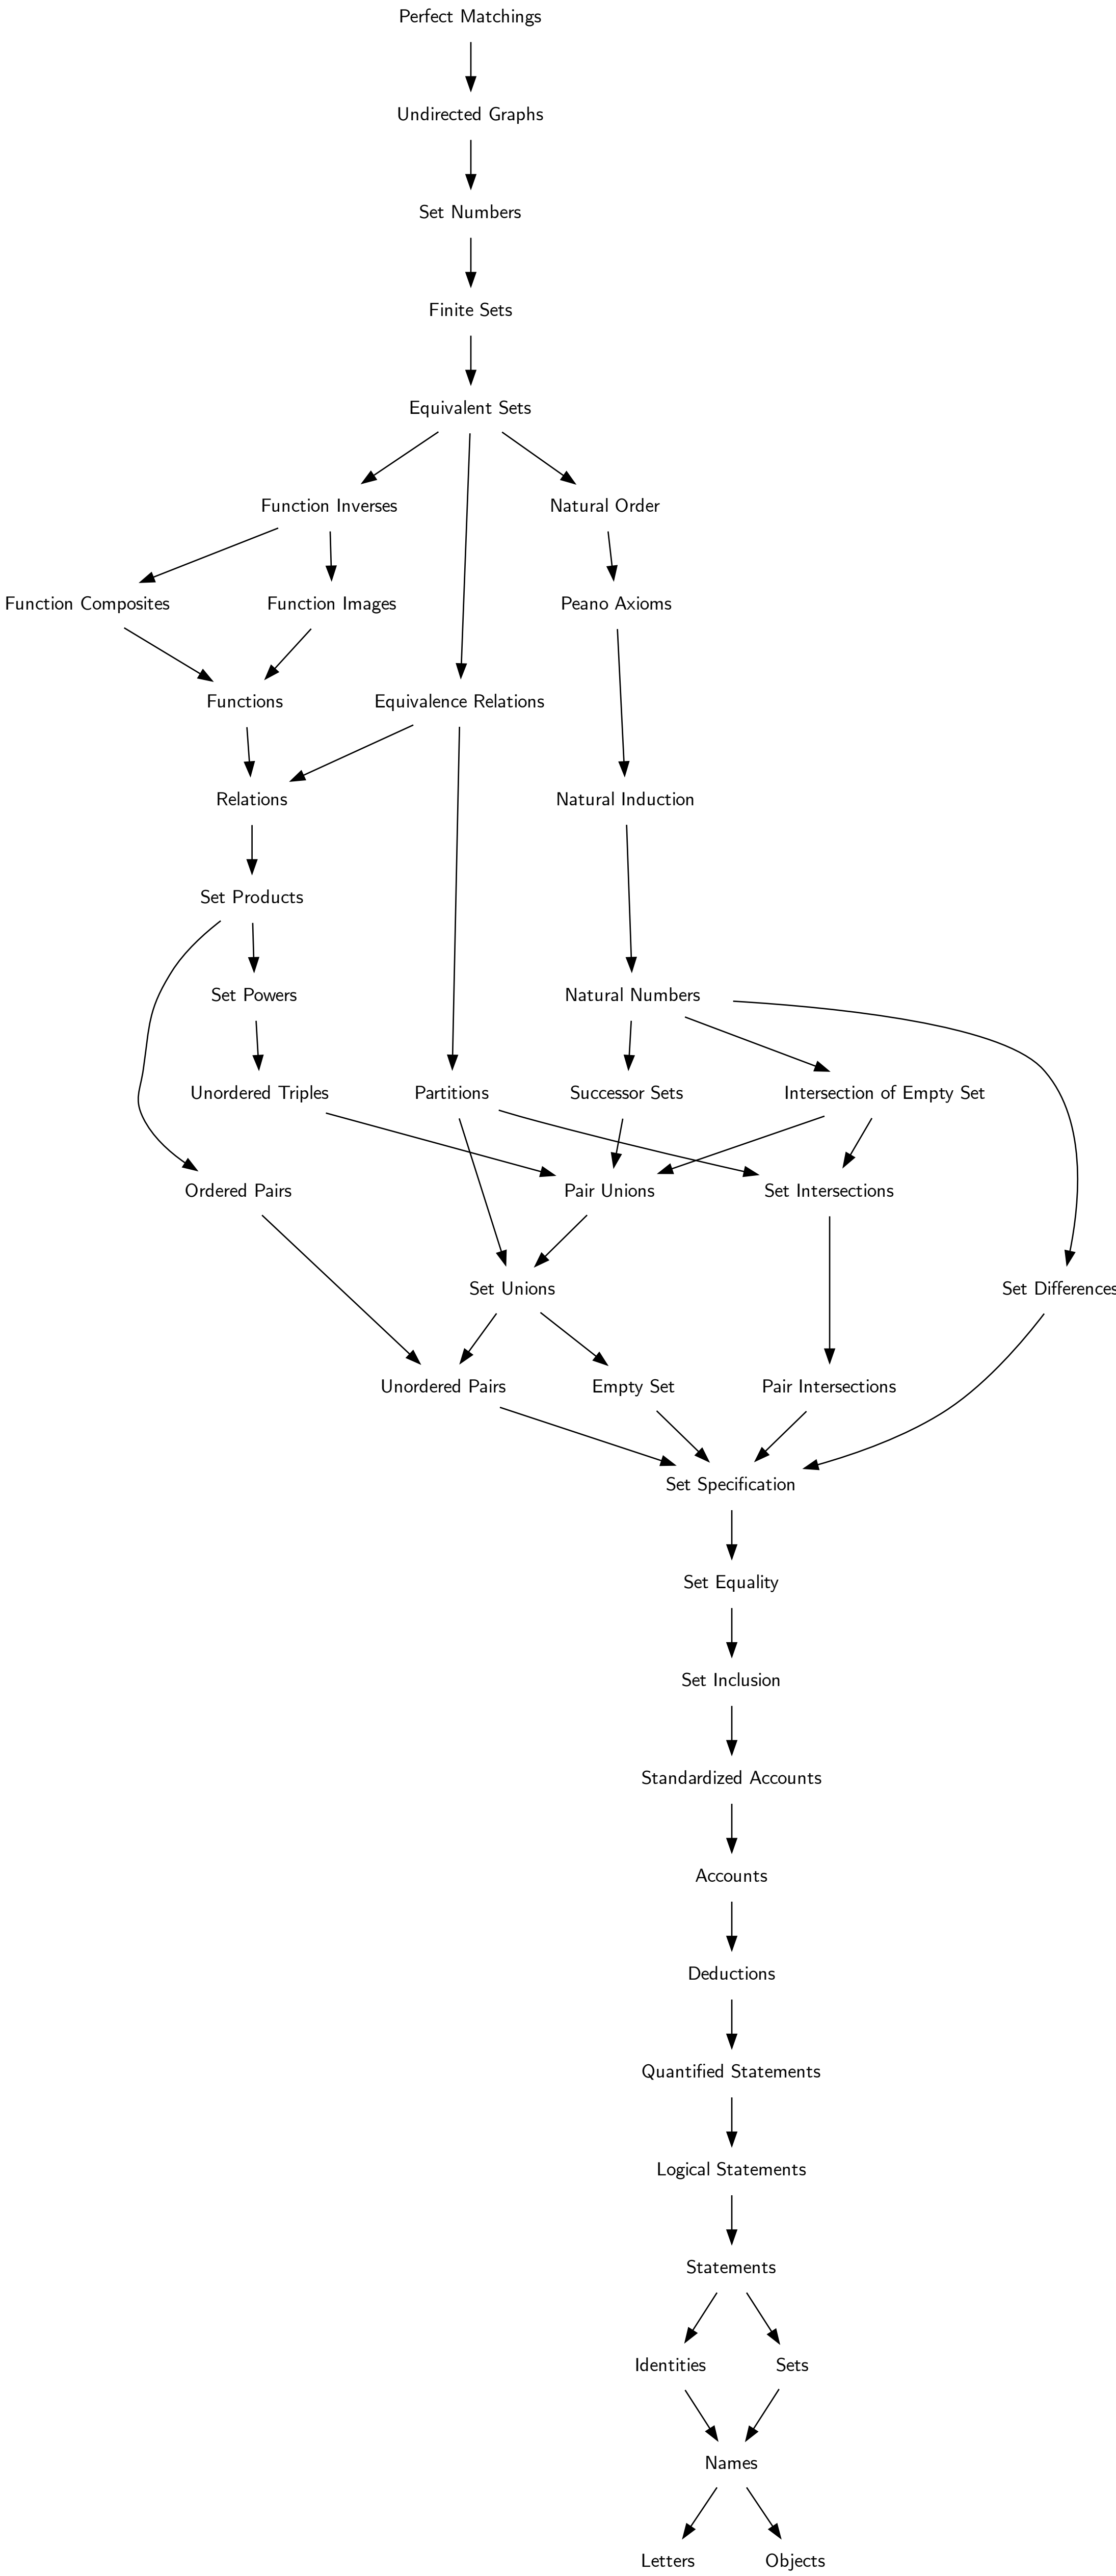 Perfect Matchings
Undirected Graphs
Set Numbers
Finite Sets
Equivalent Sets
Function Inverses
Natural Order
Function Composites
Function Images
Peano Axioms
Functions
Equivalence Relations
Relations
Natural Induction
Set Products
Set Powers
Natural Numbers
Unordered Triples
Partitions
Successor Sets
Intersection of Empty Set
Ordered Pairs
Pair Unions
Set Intersections
Set Unions
Set Differences
Unordered Pairs
Empty Set
Pair Intersections
Set Specification
Set Equality
Set Inclusion
Standardized Accounts
Accounts
Deductions
Quantified Statements
Logical Statements
Statements
Identities
Sets
Names
Letters
Objects